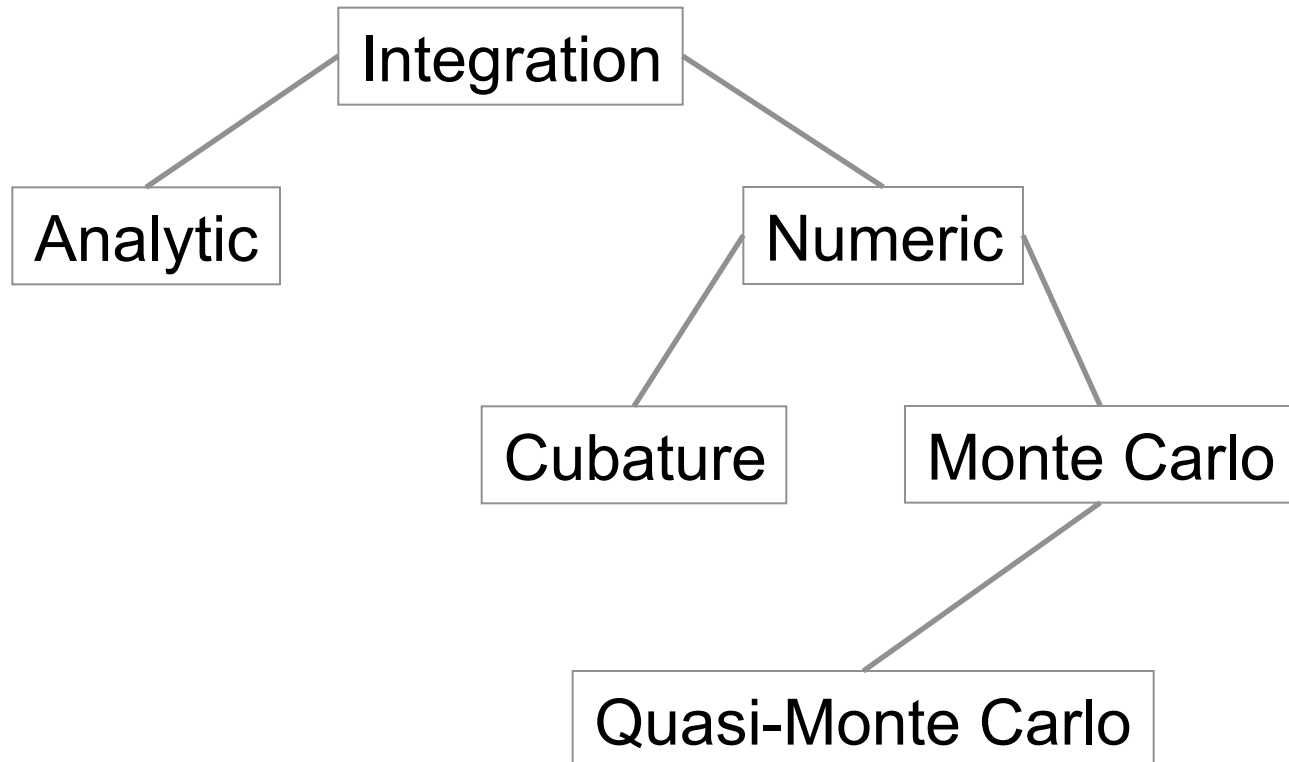 Integration
Analytic
Numeric
Cubature
Monte Carlo
Quasi-Monte Carlo